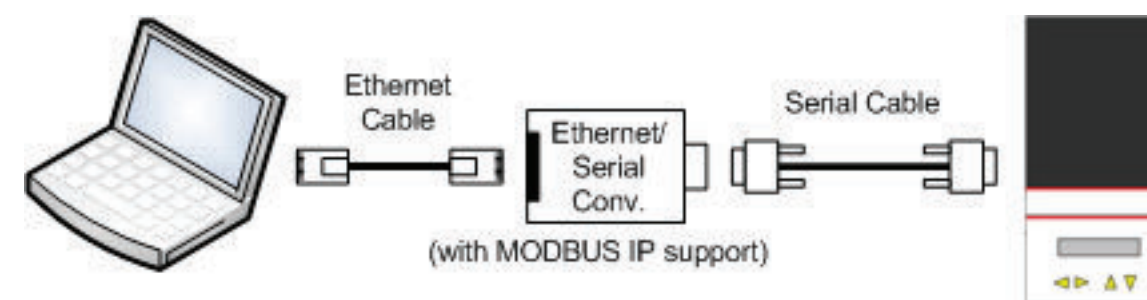 Ethernet
Cable
Ethernet/
Serial
Conv.
(with MODBUS IP support)
Serial Cable